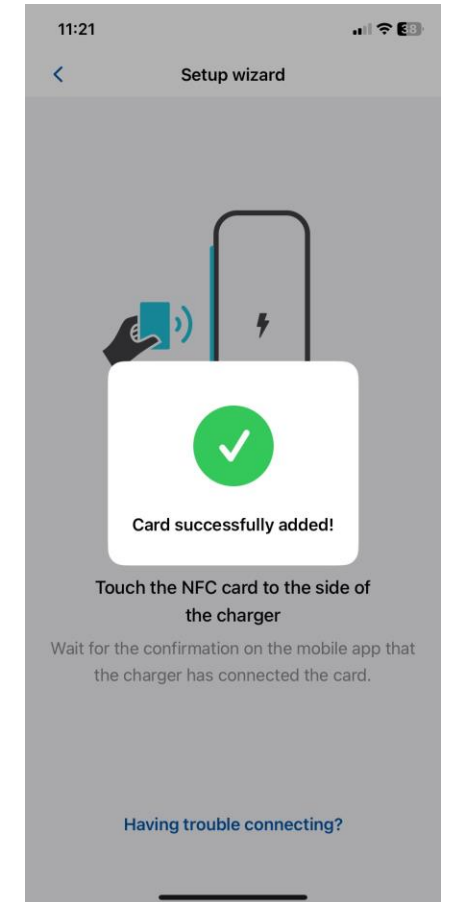 11:21
38
Setup wizard
Card successfully added!
Touch the NFC card to the side of
the charger
Wait for the confirmation on the mobile app that
the charger has connected the card.
Having trouble connecting?